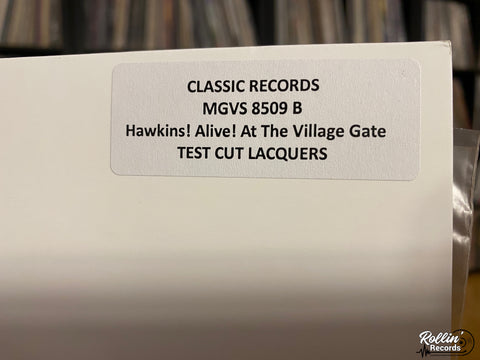 CLASSIC RECORDS
MGVS 8509 B
Hawkins! Alive! At The Village Gate
TEST CUT LACQUERS
Rollin'
Records